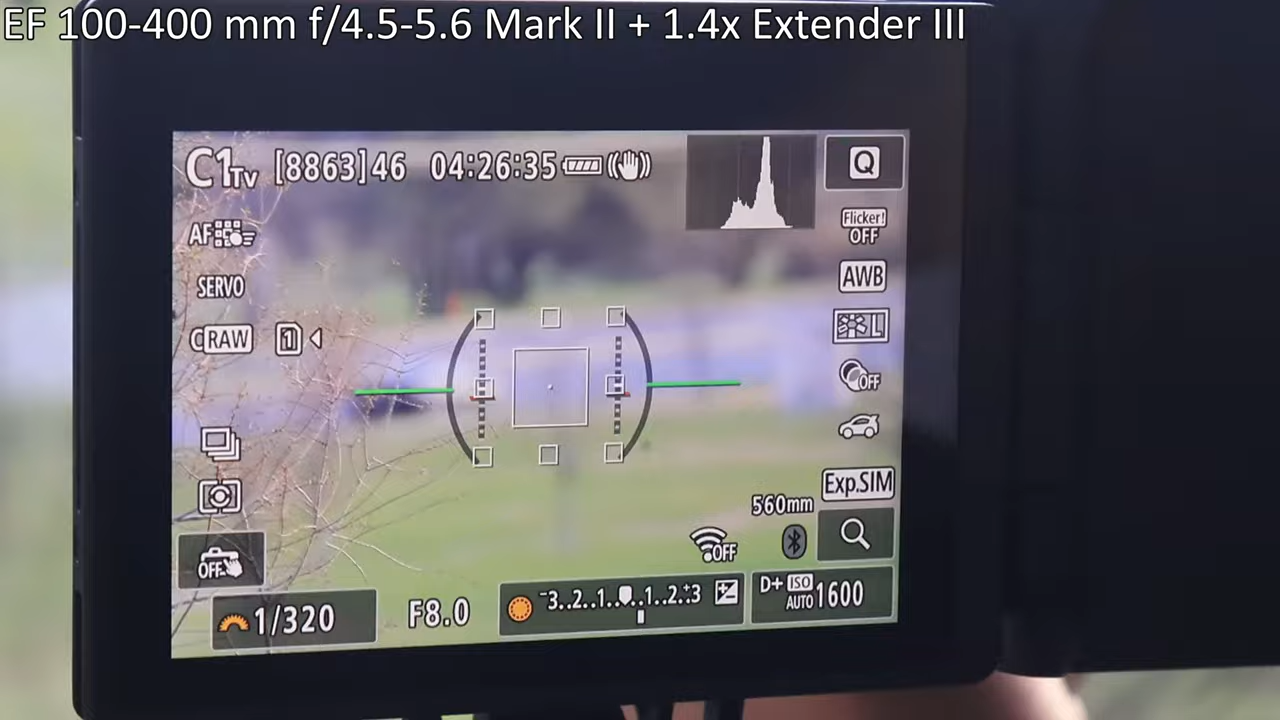 EF 100-400 mm f/4.5-5.6 Mark II + 1.4x Extender III
C1Tv [8863]46 04:26:35
Q
AF
Flicker!
OFF
SERVO
AWB
CRAW 1
L
OFF
Exp.SIM
560mm
OFF
OFF
1/320 F8.0 -3..2..1....1..2..+3 D+ ISO AUTO 1600